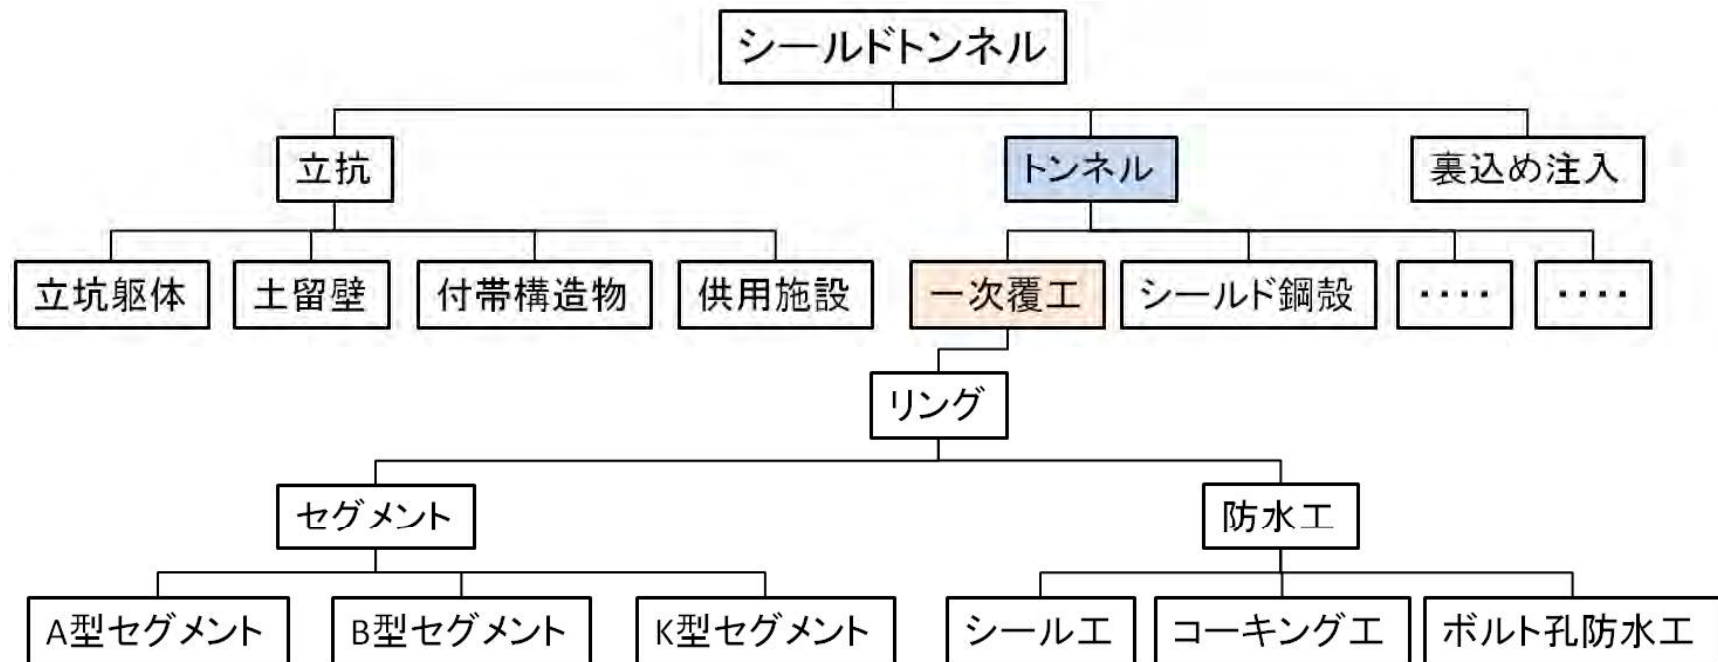 シールドトンネル
立抗
トンネル
裏込め注入
立坑躯体
土留壁
付帯構造物
供用施設
一次覆工
シールド鋼殻
････
････
リング
セグメント
防水工
A型セグメント
B型セグメント
K型セグメント
シール工
コーキング工
ボルト孔防水工